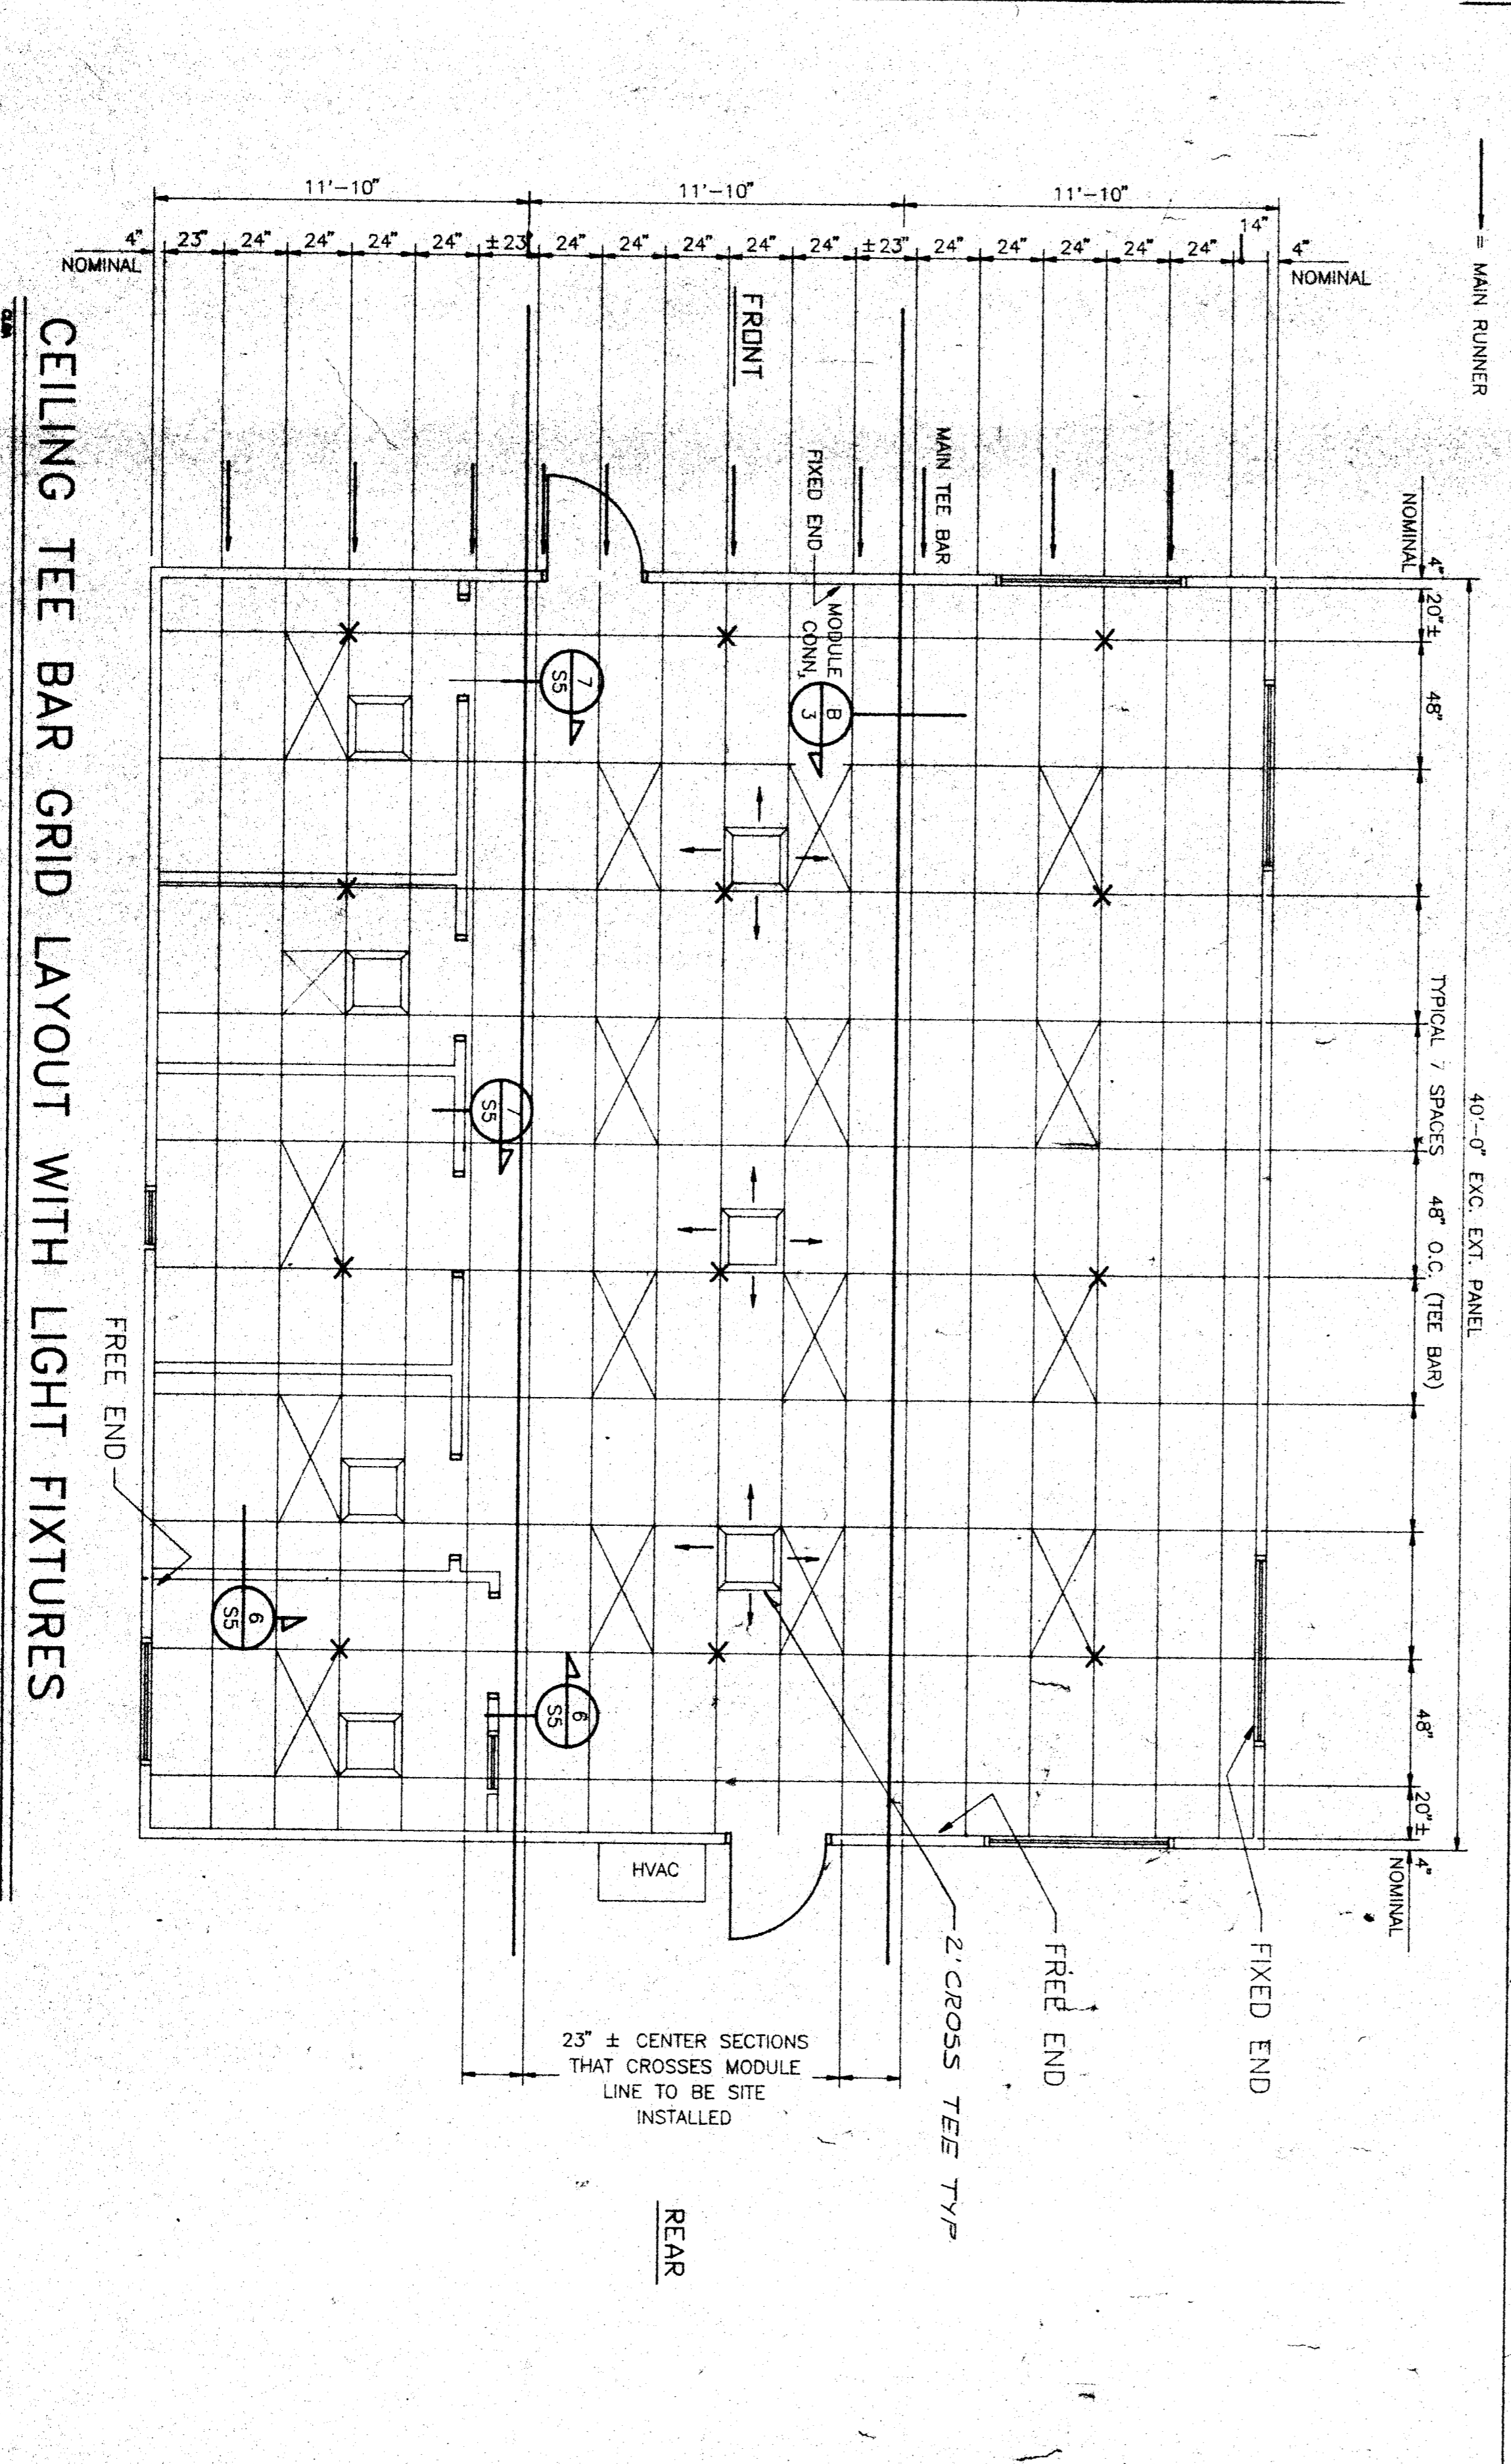 = MAIN RUNNER
40'-0" EXC. EXT. PANEL
TYPICAL 7 SPACES 48" O.C. (TEE BAR)
4"
NOMINAL
20"±
48"
48"
20"±
4"
NOMINAL
11'-10"
11'-10"
11'-10"
4"
NOMINAL
23"
24"
24"
24"
24"
±23"
24"
24"
24"
24"
24"
±23"
24"
24"
24"
24"
24"
14"
4"
NOMINAL
FRONT
MAIN TEE BAR
FIXED END
MODULE
CONN,
B
3
7
S5
7
S5
6
S5
6
S5
FREE END
HVAC
FIXED END
FREE END
2' CROSS TEE TYP
23" ± CENTER SECTIONS
THAT CROSSES MODULE
LINE TO BE SITE
INSTALLED
REAR
CEILING TEE BAR GRID LAYOUT WITH LIGHT FIXTURES